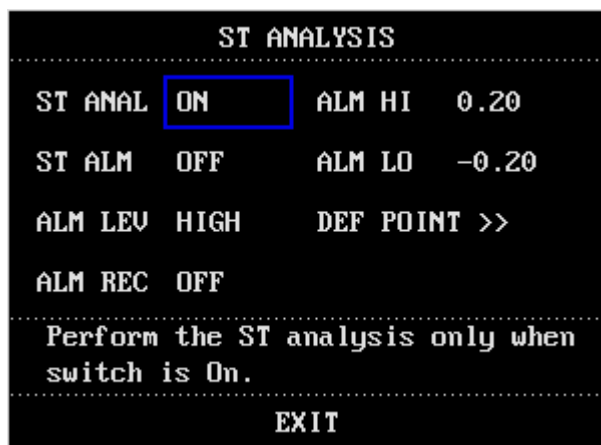 ST ANALYSIS
ST ANAL ON ALM HI 0.20
ST ALM OFF ALM LO -0.20
ALM LEV HIGH DEF POINT >>
ALM REC OFF
Perform the ST analysis only when
switch is On.
EXIT